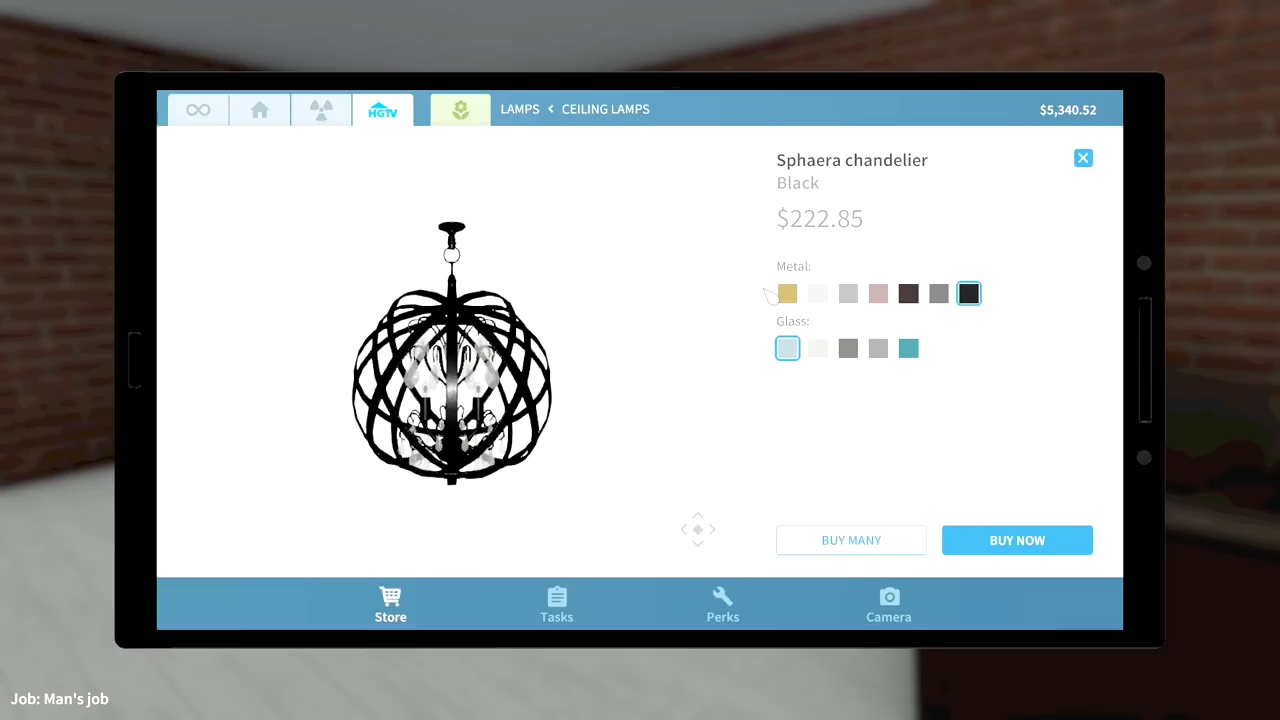 HGTV
LAMPS < CEILING LAMPS
$5,340.52
Sphaera chandelier
Black
$222.85
Metal:
Glass:
BUY MANY
BUY NOW
Store
Tasks
Perks
Camera
Job: Man's job